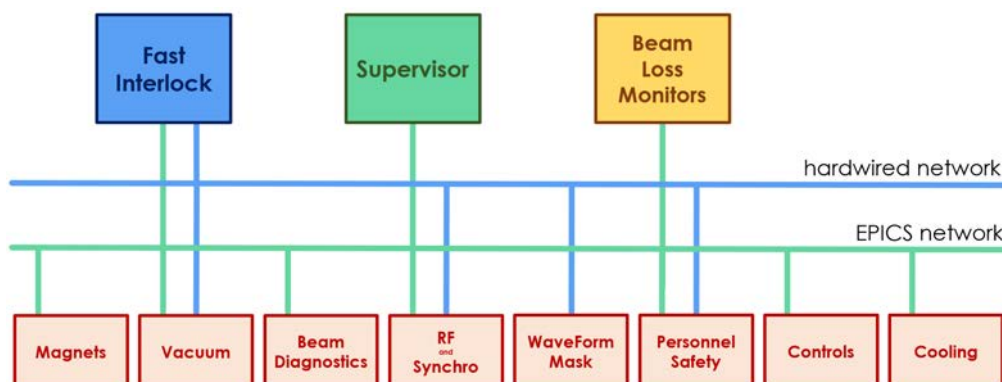 Fast
Interlock
Supervisor
Beam
Loss
Monitors
hardwired network
EPICS network
Magnets
Vacuum
Beam
Diagnostics
RF
and
Synchro
WaveForm
Mask
Personnel
Safety
Controls
Cooling